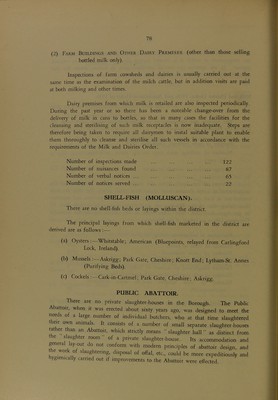 78
(3) FARM BUILDINGS AND OTHER DAIRY PREMISES (other than those selling
bottled milk only).
Inspections of farm cowsheds and dairies is usually carried out at the
same time as the examination of the milch cattle, but in addition visits are paid
at both milking and other times.
Dairy premises from which milk is retailed are also inspected periodically.
During the past year or so there has been a noticable change-over from the
delivery of milk in cans to bottles, so that in many cases the facilities for the
cleansing and sterilising of such milk receptacles is now inadequate. Steps are
therefore being taken to require all dairymen to instal suitable plant to enable
them thoroughly to cleanse and sterilise all such vessels in accordance with the
requirements of the Milk and Dairies Order.
Number of inspections made 122
Number of nuisances found 87
Number of verbal notices 65
Number of notices served 22
SHELL-FISH (MOLLUSCAN).
There are no shell-fish beds or layings within the district.
The principal layings from which shell-fish marketed in the district are
derived are as follows :—
(a) Oysters :—Whitstable; American (Bluepoints, relayed from Carlingford
Lock, Ireland).
(b) Mussels :—Askrigg; Park Gate, Cheshire; Knott End; Lytham-St. Annes
(Purifying Beds).
(c) Cockles :—Cark-in-Cartmel; Park Gate, Cheshire; Askrigg.
PUBLIC ABATTOIR.
There are no private slaughter-houses in the Borough. The Public
Abattoir, when it was erected about sixty years ago, was designed to meet the
needs of a large number of individual butchers, who at that time slaughtered
their own animals. It consists of a number of small separate slaughter-houses
rather than an Abattoir, which strictly means "slaughter hall" as distinct from
the "slaughter room" of a private slaughter-house. Its accommodation and
general lay-out do not conform with modern principles of abattoir design, and
the work of slaughtering, disposal of offal, etc., could be more expeditiously and
hygienically carried out if improvements to the Abattoir were effected.